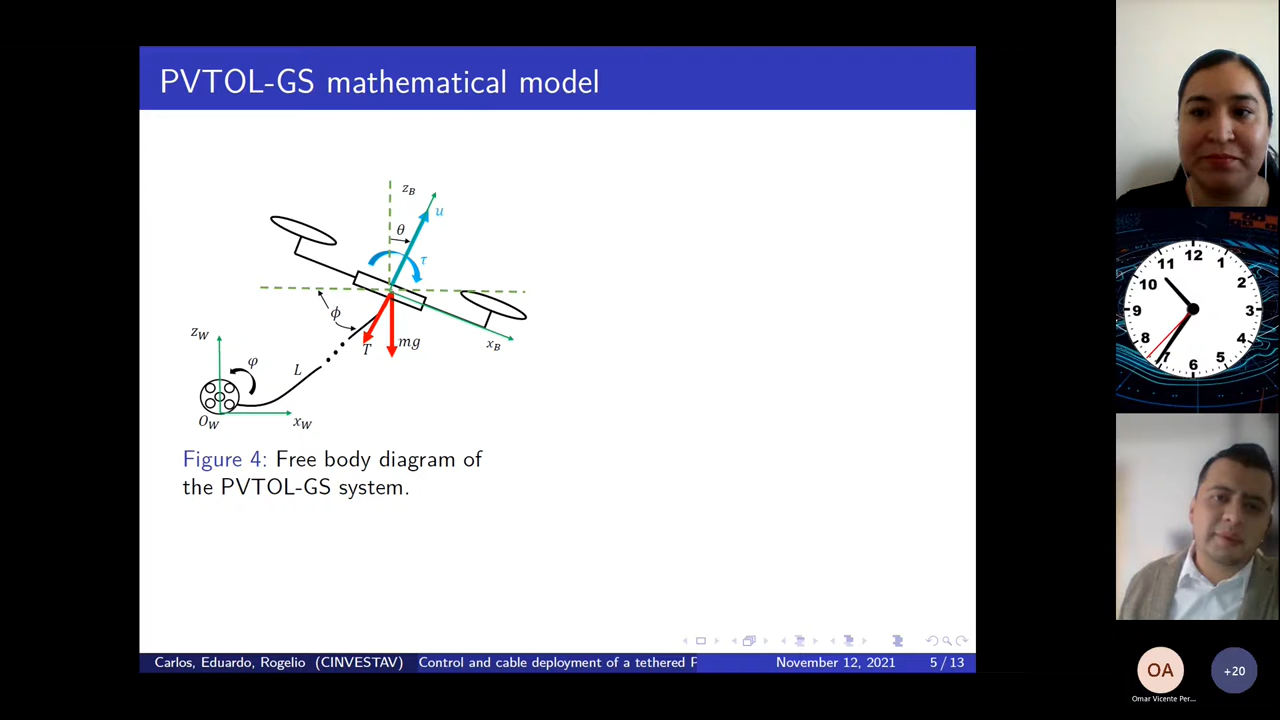 PVTOL-GS mathematical model
z_B
u
θ
τ
ϕ
z_W
T
mg
x_B
φ
L
O_W
x_W
Figure 4: Free body diagram of
the PVTOL-GS system.
Carlos, Eduardo, Rogelio (CINVESTAV) Control and cable deployment of a tethered P November 12, 2021 5 / 13
12
1
2
3
4
5
6
7
8
9
10
11
OA
+20
Omar Vicente Per...